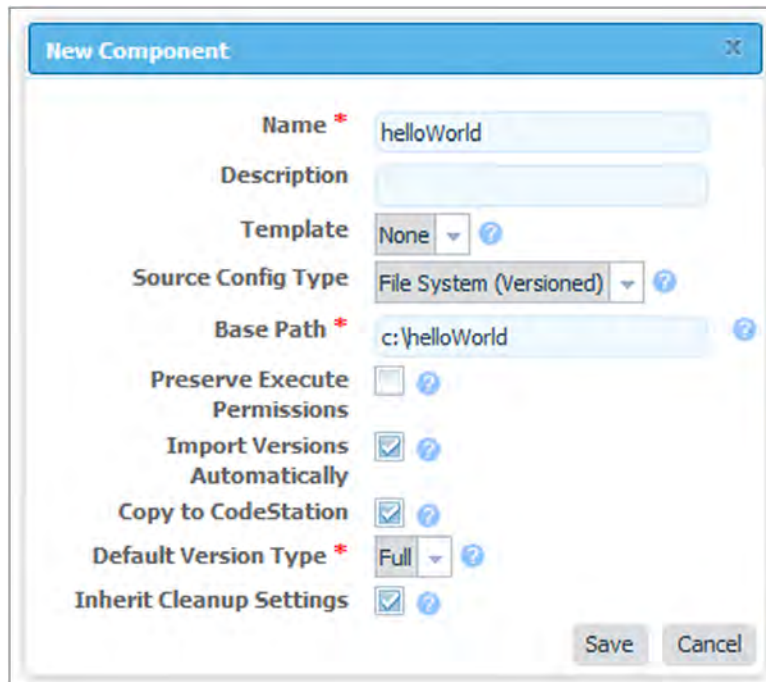 New Component x
Name * helloWorld
Description
Template None ?
Source Config Type File System (Versioned) ?
Base Path * c:\helloWorld ?
Preserve Execute ?
Permissions
Import Versions ?
Automatically
Copy to CodeStation ?
Default Version Type * Full ?
Inherit Cleanup Settings ?
Save Cancel